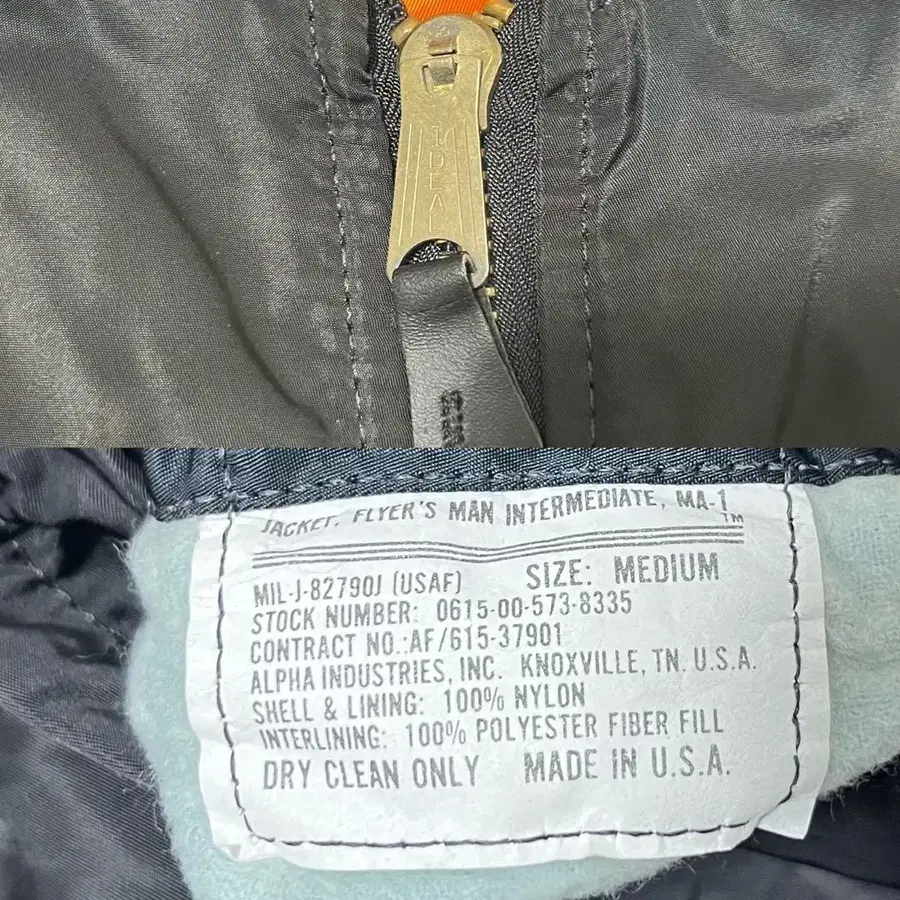 IDEAL
JACKET, FLYER'S MAN INTERMEDIATE, MA-1™
MIL-J-82790J (USAF) SIZE: MEDIUM
STOCK NUMBER: 0615-00-573-8335
CONTRACT NO.:AF/615-37901
ALPHA INDUSTRIES, INC. KNOXVILLE, TN. U.S.A.
SHELL & LINING: 100% NYLON
INTERLINING: 100% POLYESTER FIBER FILL
DRY CLEAN ONLY MADE IN U.S.A.